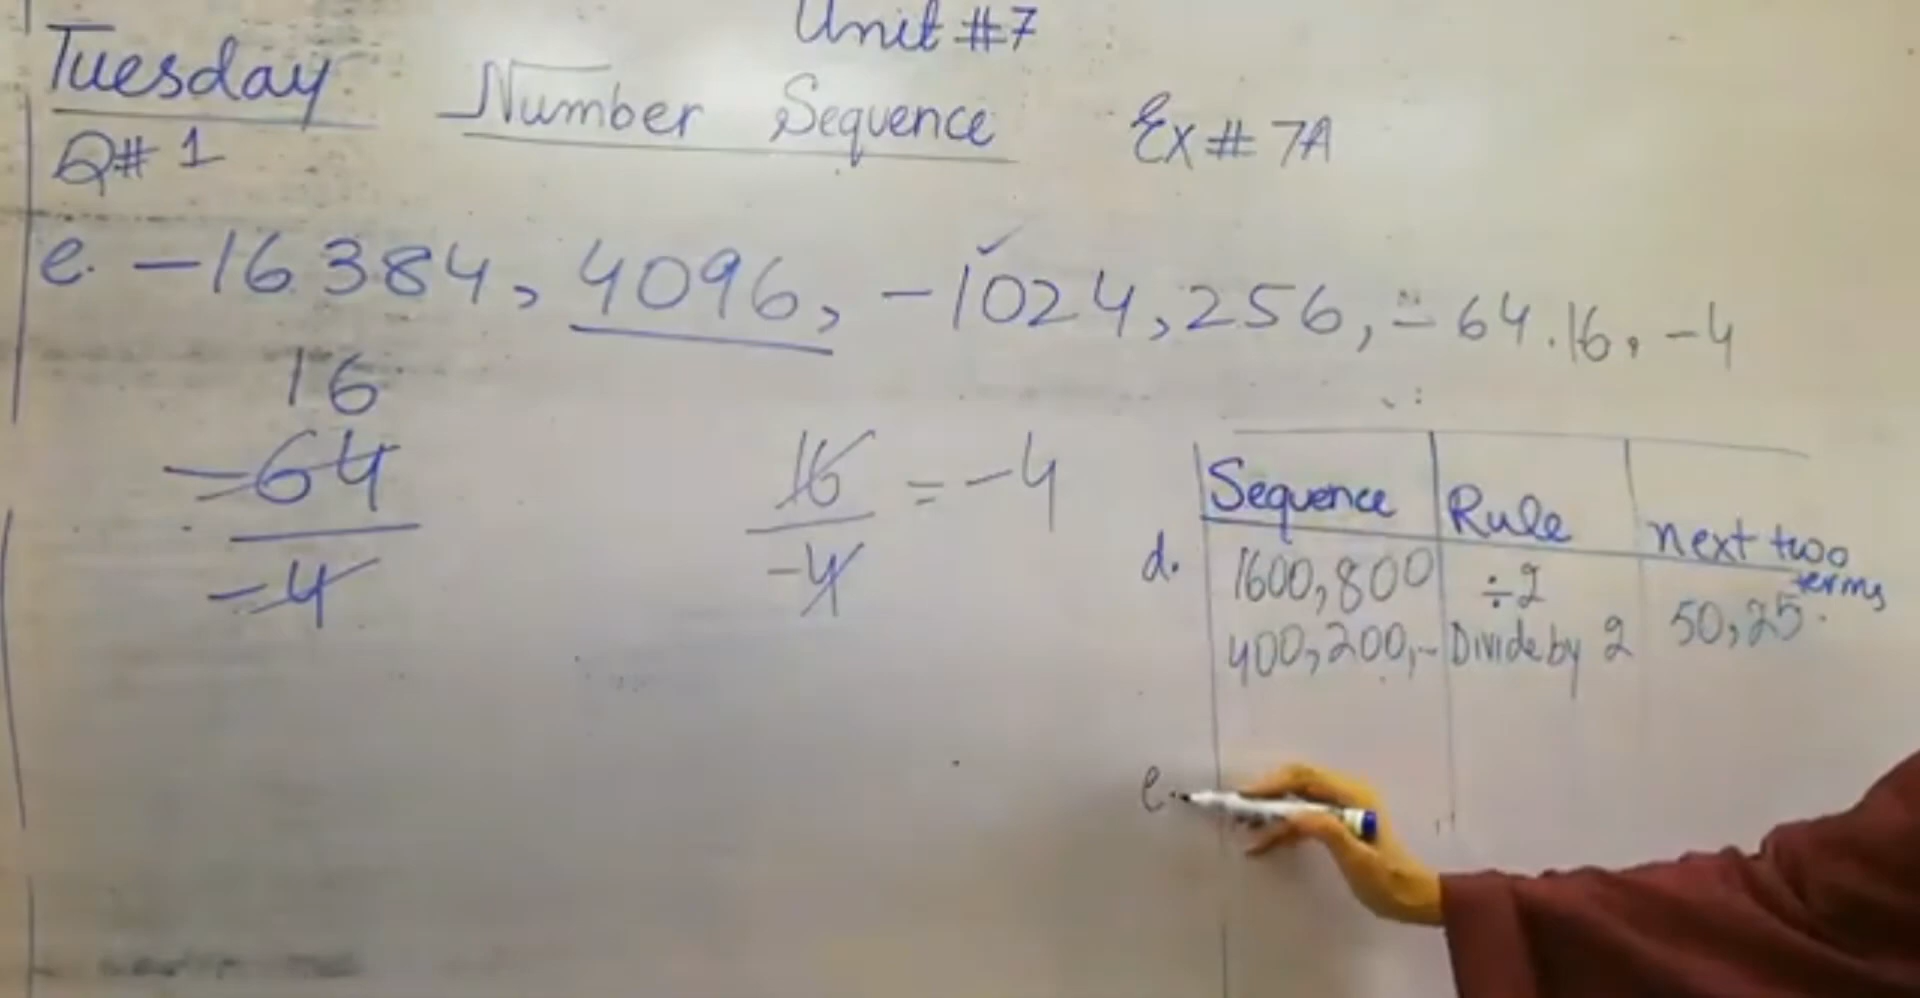 Unit #7
Tuesday
Number Sequence
Ex # 7A
Q# 1
e. -16384, 4096, -1024, 256, -64.16, -4
16
-64
-4
16 = -4
-4
Sequence Rule next two terms
d. 1600,800 ÷2 50,25.
400,200,-- Divide by 2
e.